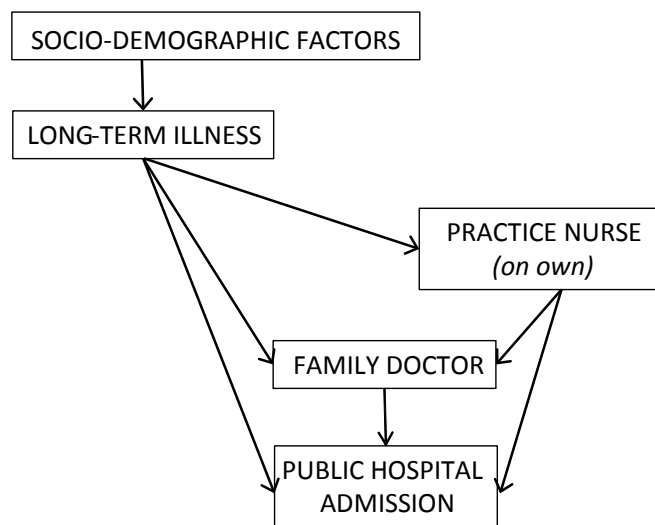 SOCIO-DEMOGRAPHIC FACTORS
LONG-TERM ILLNESS
PRACTICE NURSE
(on own)
FAMILY DOCTOR
PUBLIC HOSPITAL
ADMISSION